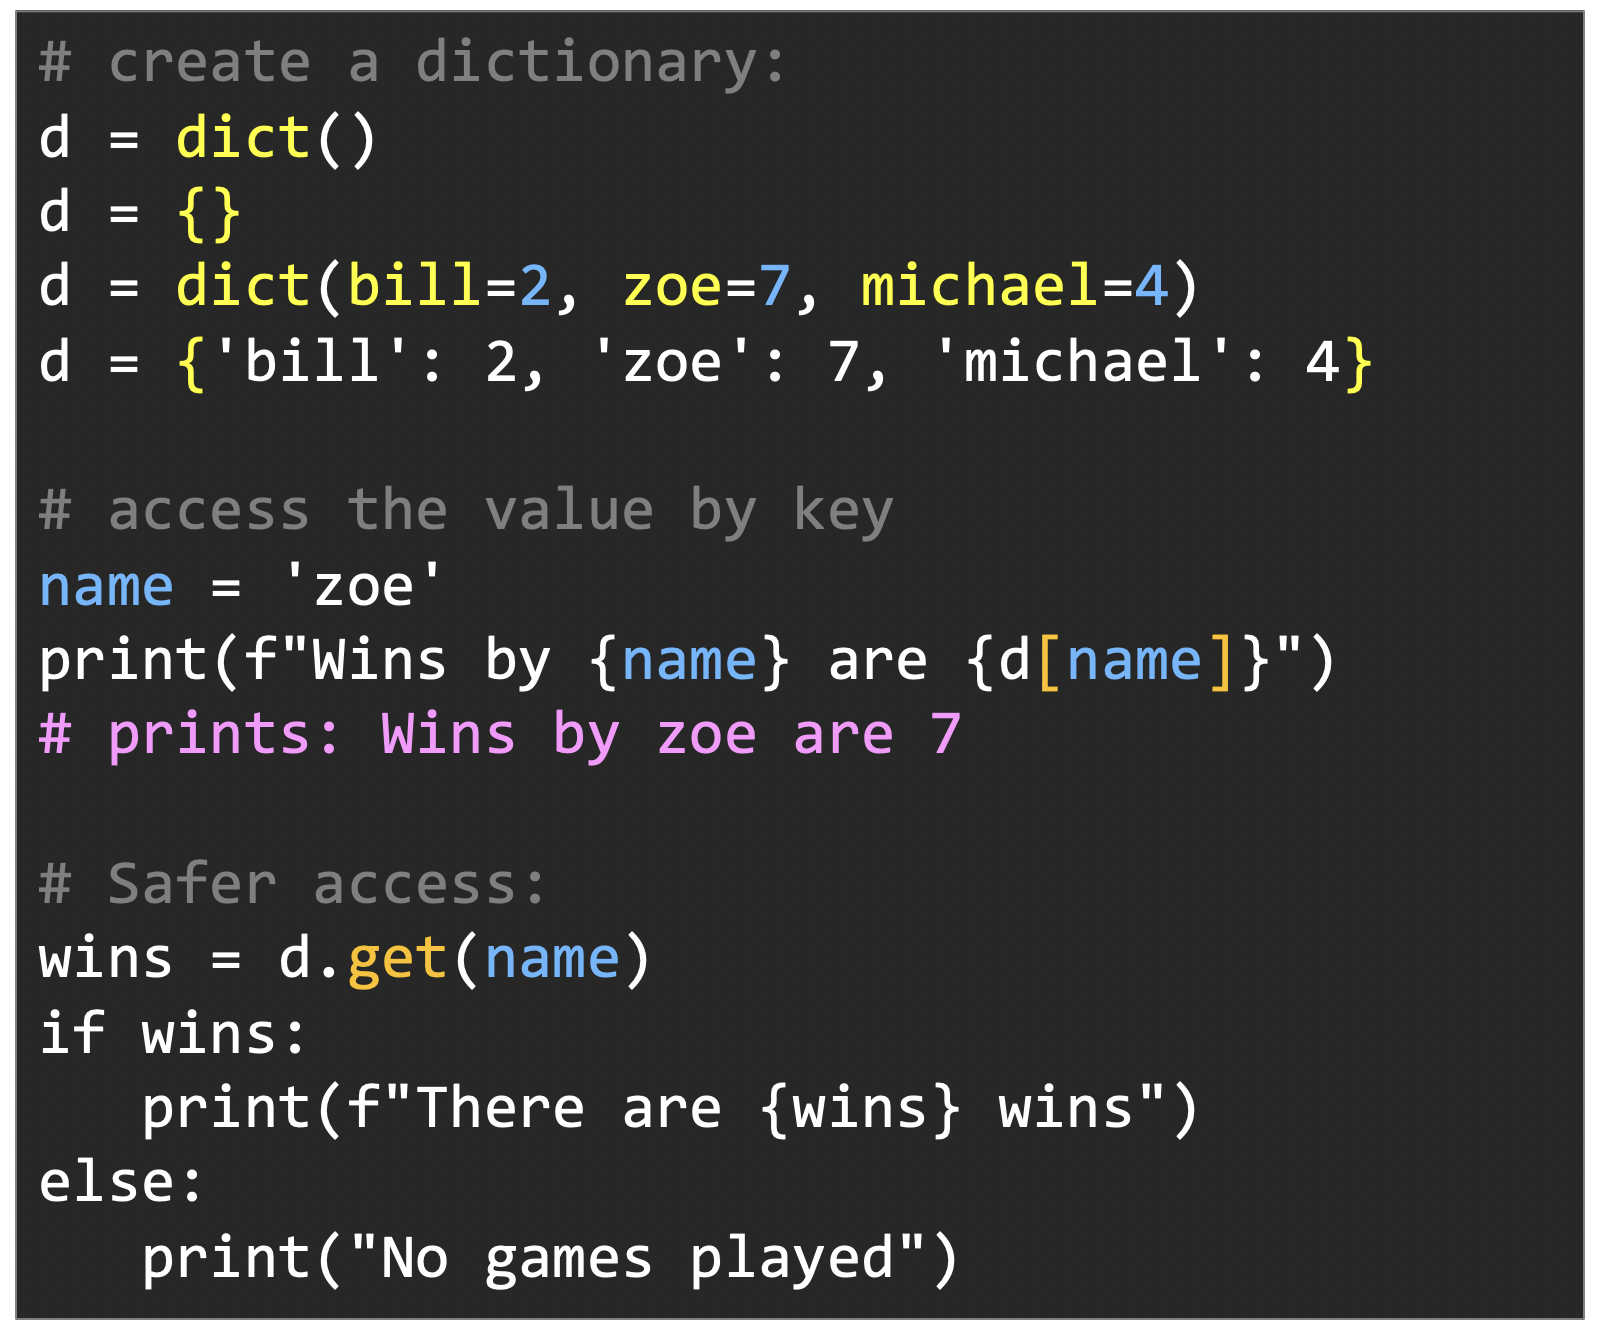 # create a dictionary:
d = dict()
d = {}
d = dict(bill=2, zoe=7, michael=4)
d = {'bill': 2, 'zoe': 7, 'michael': 4}
# access the value by key
name = 'zoe'
print(f"Wins by {name} are {d[name]}")
# prints: Wins by zoe are 7
# Safer access:
wins = d.get(name)
if wins:
   print(f"There are {wins} wins")
else:
   print("No games played")